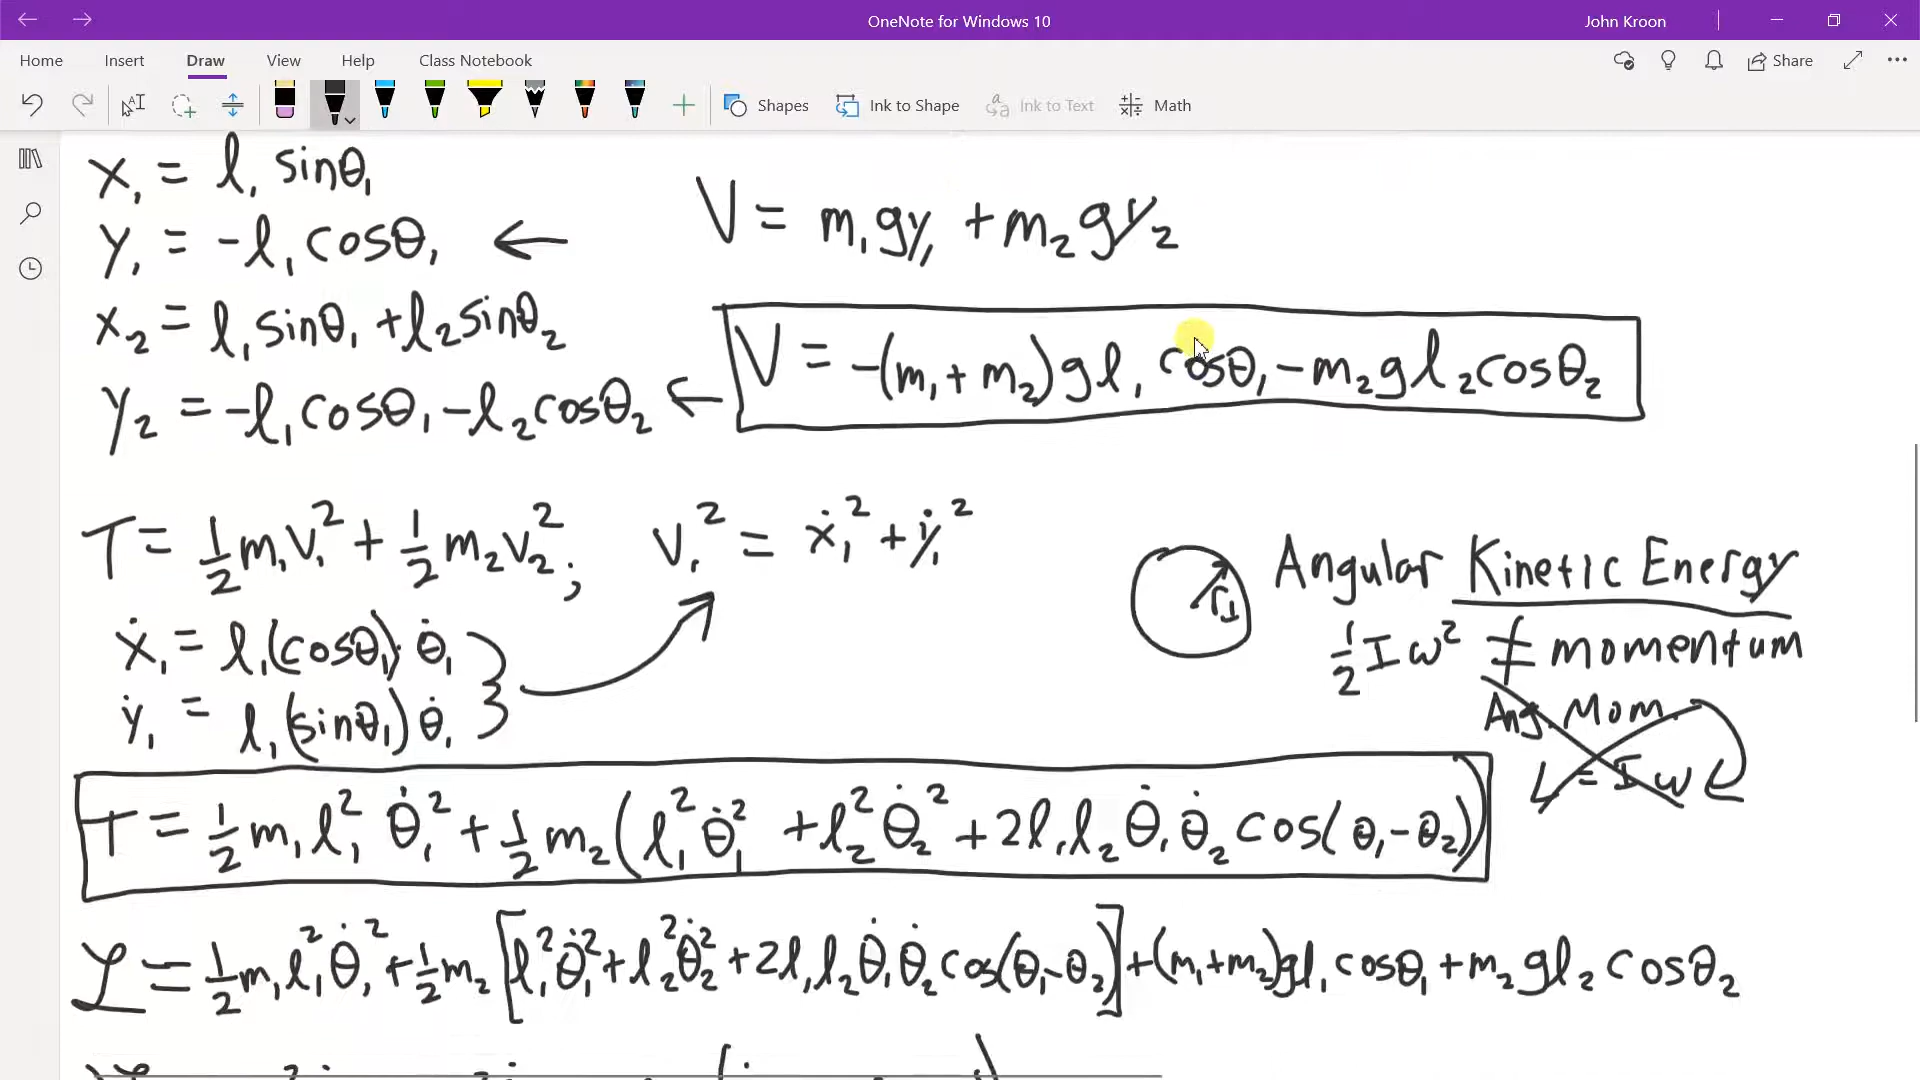 OneNote for Windows 10
John Kroon
Home Insert Draw View Help Class Notebook
Share
Shapes Ink to Shape Ink to Text Math
x₁ = l₁ sinθ₁
y₁ = -l₁ cosθ₁ ←
x₂ = l₁ sinθ₁ + l₂ sinθ₂
y₂ = -l₁ cosθ₁ - l₂ cosθ₂ ←
V = m₁gy₁ + m₂gy₂
V = -(m₁+m₂)gl₁ cosθ₁ - m₂gl₂cosθ₂
T = ½m₁v₁² + ½m₂v₂²; v₁² = ẋ₁² + ẏ₁²
ẋ₁ = l₁(cosθ₁)·θ̇₁
ẏ₁ = l₁(sinθ₁)θ̇₁
r₁
Angular Kinetic Energy
½Iω² ≠ momentum
Ang. Mom.
L = Iω
T = ½m₁l₁²θ̇₁² + ½m₂(l₁²θ̇₁² + l₂²θ̇₂² + 2l₁l₂θ̇₁θ̇₂cos(θ₁-θ₂))
ℒ = ½m₁l₁²θ̇₁² + ½m₂[l₁²θ̇₁² + l₂²θ̇₂² + 2l₁l₂θ̇₁θ̇₂cos(θ₁-θ₂)] + (m₁+m₂)gl₁cosθ₁ + m₂gl₂cosθ₂